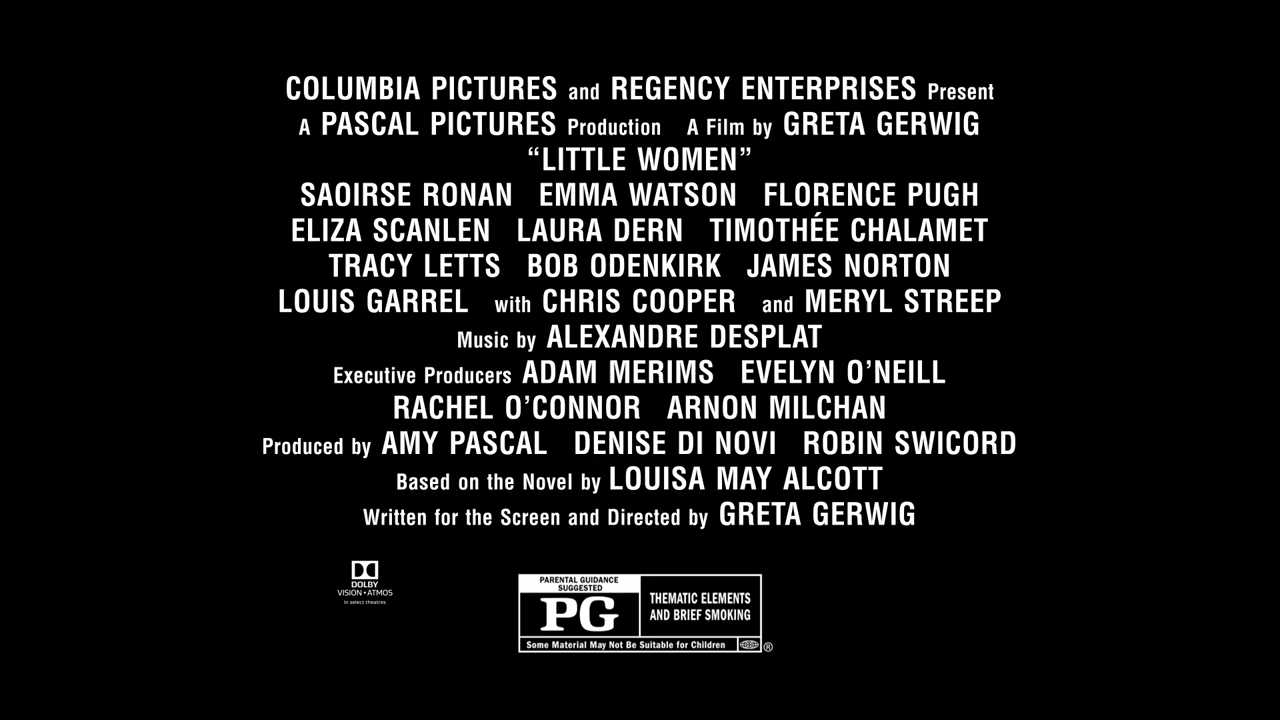 COLUMBIA PICTURES and REGENCY ENTERPRISES Present
A PASCAL PICTURES Production A Film by GRETA GERWIG
“LITTLE WOMEN”
SAOIRSE RONAN EMMA WATSON FLORENCE PUGH
ELIZA SCANLEN LAURA DERN TIMOTHÉE CHALAMET
TRACY LETTS BOB ODENKIRK JAMES NORTON
LOUIS GARREL with CHRIS COOPER and MERYL STREEP
Music by ALEXANDRE DESPLAT
Executive Producers ADAM MERIMS EVELYN O’NEILL
RACHEL O’CONNOR ARNON MILCHAN
Produced by AMY PASCAL DENISE DI NOVI ROBIN SWICORD
Based on the Novel by LOUISA MAY ALCOTT
Written for the Screen and Directed by GRETA GERWIG
DOLBY
VISION•ATMOS
In select theatres.
PARENTAL GUIDANCE
SUGGESTED
PG
THEMATIC ELEMENTS
AND BRIEF SMOKING
Some Material May Not Be Suitable for Children
®